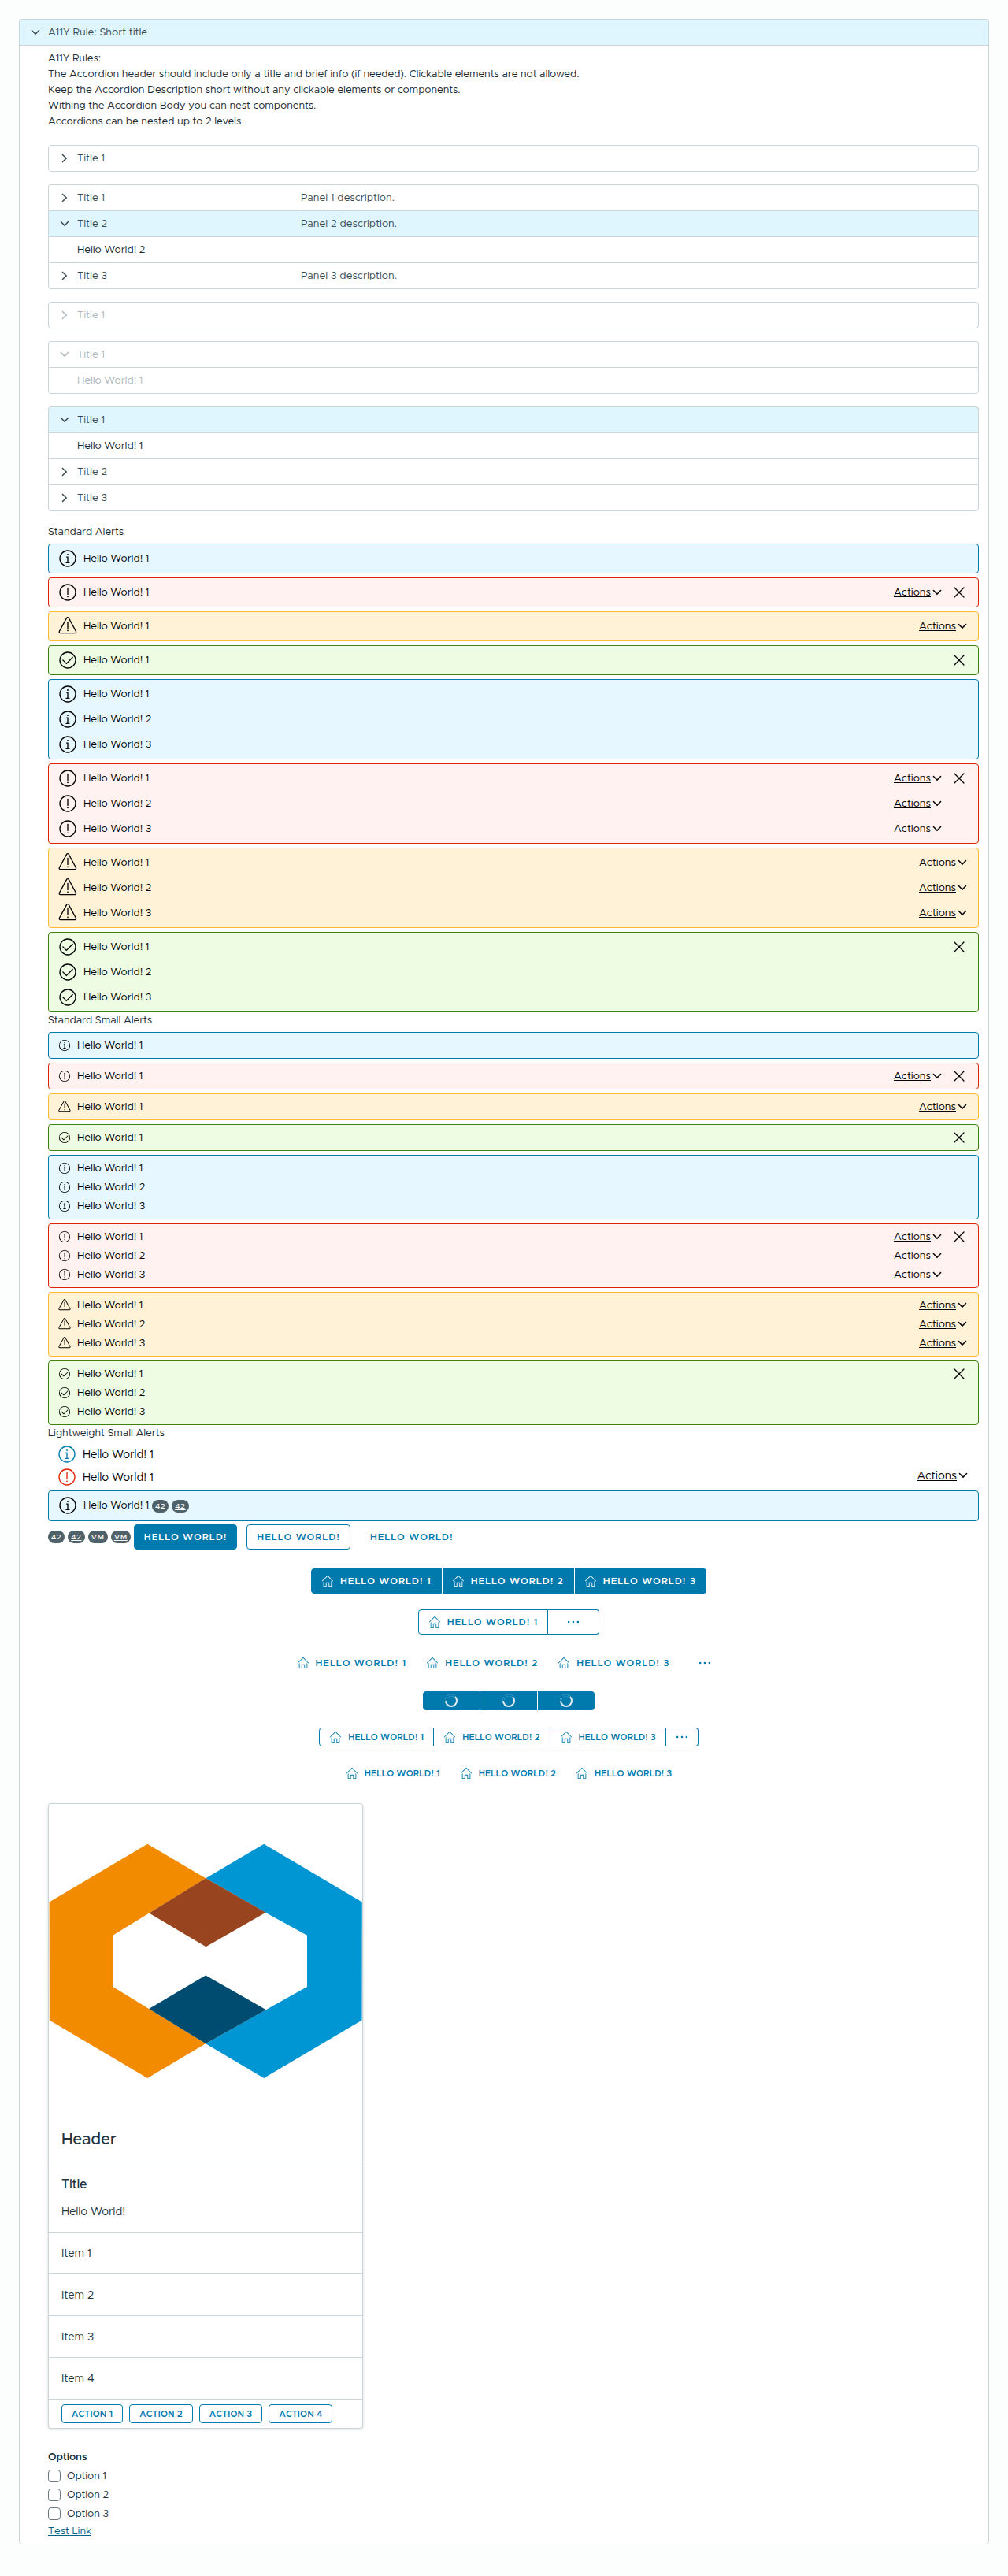 A11Y Rule: Short title
A11Y Rules:
The Accordion header should include only a title and brief info (if needed). Clickable elements are not allowed.
Keep the Accordion Description short without any clickable elements or components.
Withing the Accordion Body you can nest components.
Accordions can be nested up to 2 levels
Title 1
Title 1 Panel 1 description.
Title 2 Panel 2 description.
Hello World! 2
Title 3 Panel 3 description.
Title 1
Title 1
Hello World! 1
Title 1
Hello World! 1
Title 2
Title 3
Standard Alerts
Hello World! 1
Hello World! 1 Actions
Hello World! 1 Actions
Hello World! 1
Hello World! 1
Hello World! 2
Hello World! 3
Hello World! 1 Actions
Hello World! 2 Actions
Hello World! 3 Actions
Hello World! 1 Actions
Hello World! 2 Actions
Hello World! 3 Actions
Hello World! 1
Hello World! 2
Hello World! 3
Standard Small Alerts
Hello World! 1
Hello World! 1 Actions
Hello World! 1 Actions
Hello World! 1
Hello World! 1
Hello World! 2
Hello World! 3
Hello World! 1 Actions
Hello World! 2 Actions
Hello World! 3 Actions
Hello World! 1 Actions
Hello World! 2 Actions
Hello World! 3 Actions
Hello World! 1
Hello World! 2
Hello World! 3
Lightweight Small Alerts
Hello World! 1
Hello World! 1 Actions
Hello World! 1 42 42
42 42 VM VM HELLO WORLD! HELLO WORLD! HELLO WORLD!
HELLO WORLD! 1 HELLO WORLD! 2 HELLO WORLD! 3
HELLO WORLD! 1 ...
HELLO WORLD! 1 HELLO WORLD! 2 HELLO WORLD! 3 ...
HELLO WORLD! 1 HELLO WORLD! 2 HELLO WORLD! 3 ...
HELLO WORLD! 1 HELLO WORLD! 2 HELLO WORLD! 3
Header
Title
Hello World!
Item 1
Item 2
Item 3
Item 4
ACTION 1 ACTION 2 ACTION 3 ACTION 4
Options
Option 1
Option 2
Option 3
Test Link